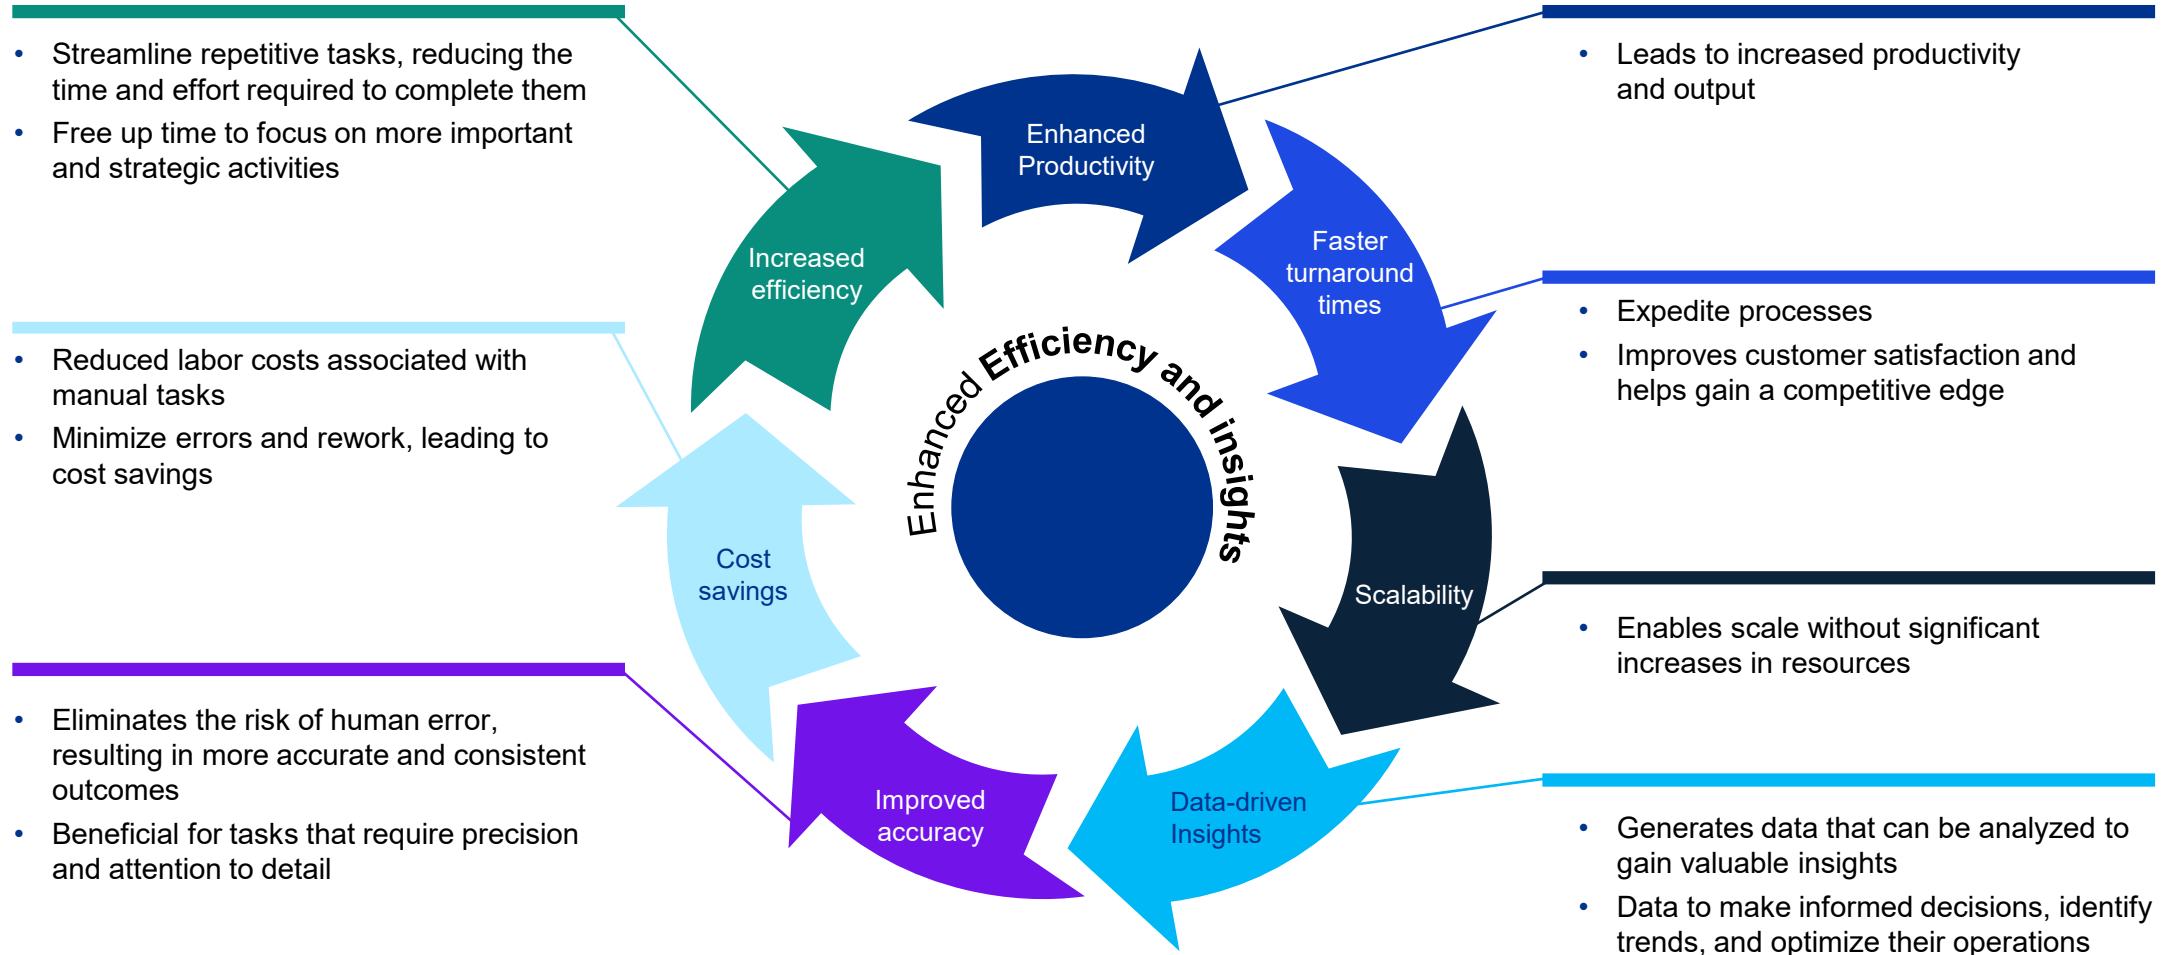 • Streamline repetitive tasks, reducing the
time and effort required to complete them
• Free up time to focus on more important
and strategic activities
• Reduced labor costs associated with
manual tasks
• Minimize errors and rework, leading to
cost savings
• Eliminates the risk of human error,
resulting in more accurate and consistent
outcomes
• Beneficial for tasks that require precision
and attention to detail
Enhanced
Productivity
Faster
turnaround
times
Scalability
Data-driven
Insights
Improved
accuracy
Cost
savings
Increased
efficiency
Enhanced Efficiency and insights
• Leads to increased productivity
and output
• Expedite processes
• Improves customer satisfaction and
helps gain a competitive edge
• Enables scale without significant
increases in resources
• Generates data that can be analyzed to
gain valuable insights
• Data to make informed decisions, identify
trends, and optimize their operations